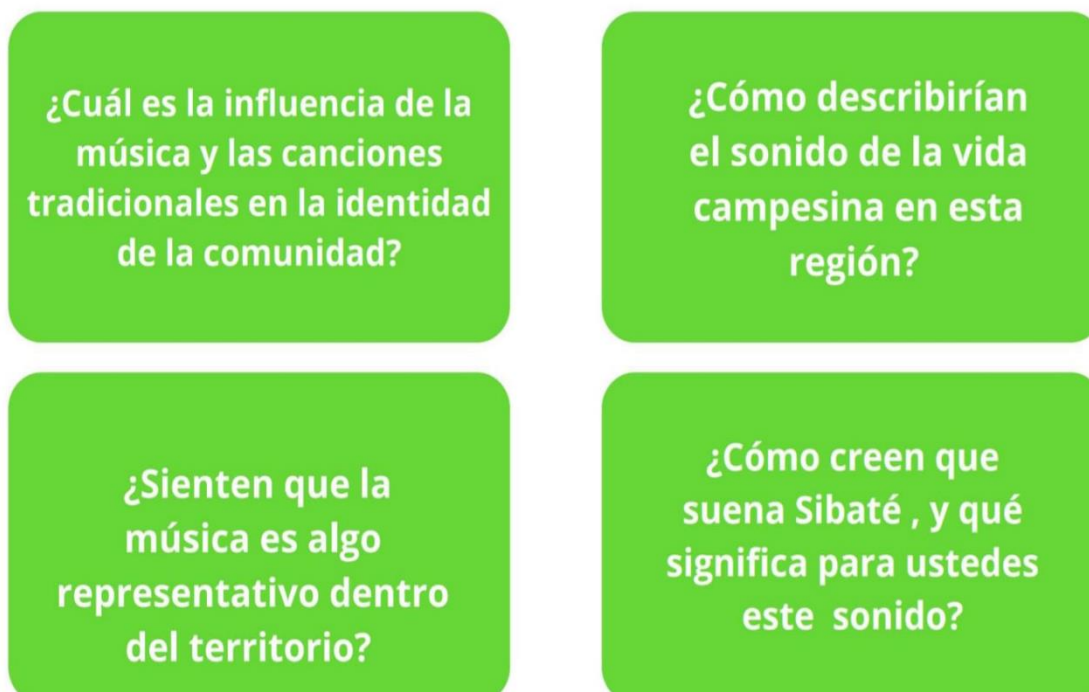 ¿Cuál es la influencia de la
música y las canciones
tradicionales en la identidad
de la comunidad?
¿Cómo describirían
el sonido de la vida
campesina en esta
región?
¿Sienten que la
música es algo
representativo dentro
del territorio?
¿Cómo creen que
suena Sibaté , y qué
significa para ustedes
este sonido?